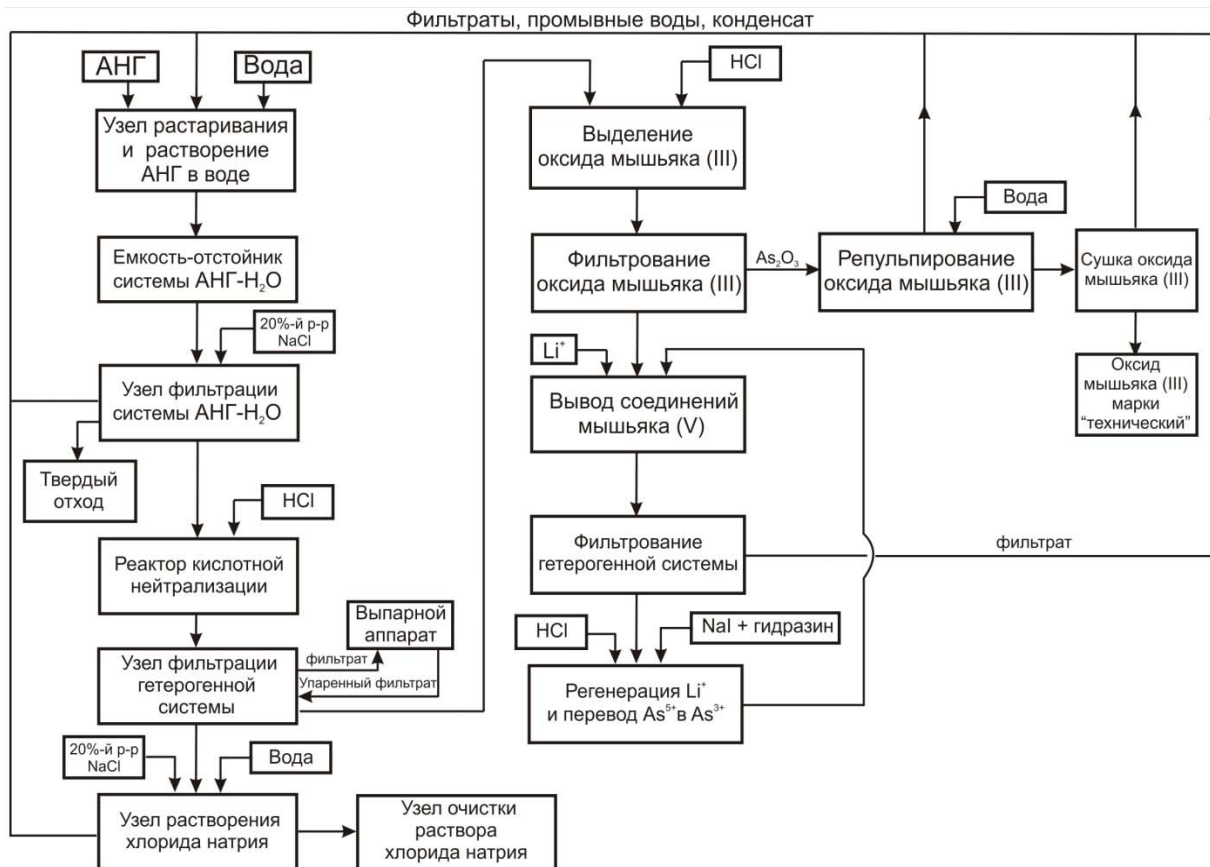 Фильтраты, промывные воды, конденсат
АНГ
Вода
Узел растаривания
и растворение
АНГ в воде
Емкость-отстойник
системы АНГ-H₂O
20%-й р-р
NaCl
Узел фильтрации
системы АНГ-H₂O
Твердый
отход
HCl
Реактор кислотной
нейтрализации
Выпарной
аппарат
фильтрат
Упаренный фильтрат
Узел фильтрации
гетерогенной
системы
20%-й р-р
NaCl
Вода
Узел растворения
хлорида натрия
Узел очистки
раствора
хлорида натрия
HCl
Выделение
оксида мышьяка (III)
Фильтрование
оксида мышьяка (III)
As₂O₃
Вода
Репульпирование
оксида мышьяка (III)
Сушка оксида
мышьяка (III)
Оксид
мышьяка (III)
марки
“технический”
Li⁺
Вывод соединений
мышьяка (V)
Фильтрование
гетерогенной системы
фильтрат
HCl
NaI + гидразин
Регенерация Li⁺
и перевод As⁵⁺в As³⁺